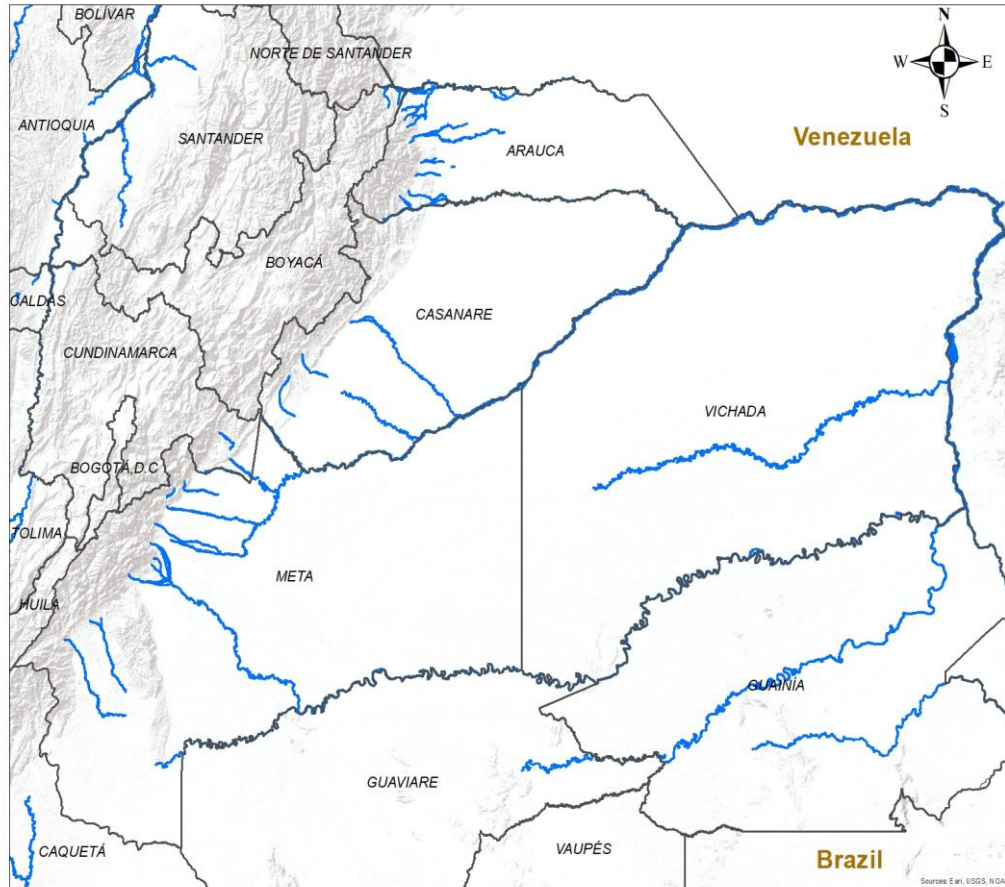 BOLÍVAR
N
NORTE DE SANTANDER
W
E
S
ANTIOQUIA
SANTANDER
ARAUCA
Venezuela
BOYACÁ
CALDAS
CASANARE
CUNDINAMARCA
VICHADA
BOGOTÁ D.C
TOLIMA
META
HUILA
GUAINÍA
GUAVIARE
CAQUETÁ
VAUPÉS
Brazil
Sources: Esri, USGS, NOA